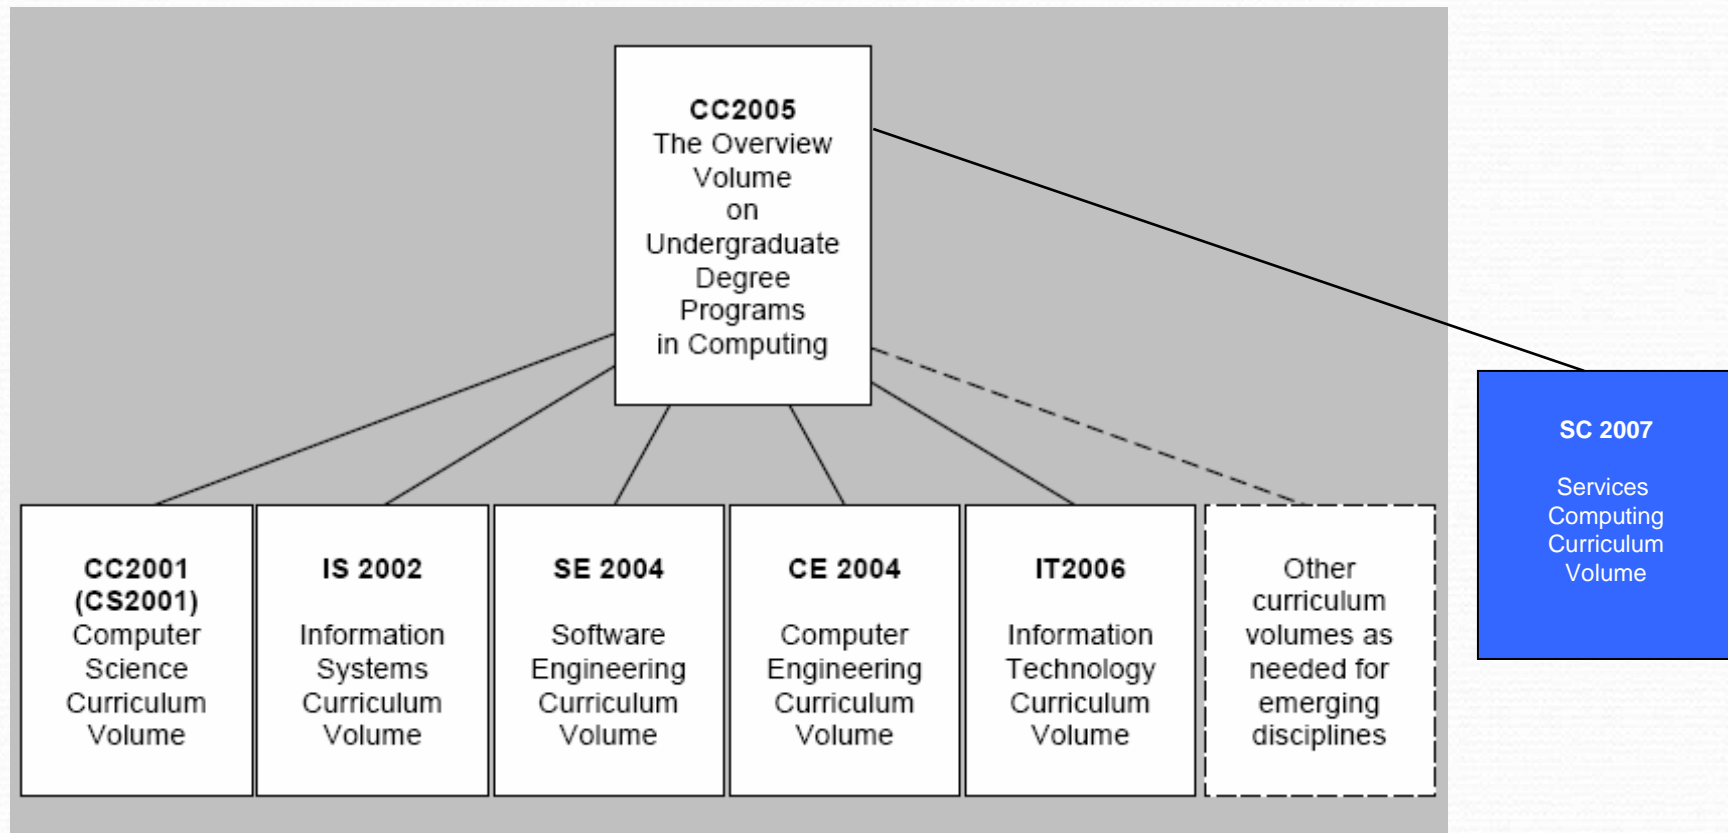 CC2005
The Overview
Volume
on
Undergraduate
Degree
Programs
in Computing
CC2001
(CS2001)
Computer
Science
Curriculum
Volume
IS 2002
Information
Systems
Curriculum
Volume
SE 2004
Software
Engineering
Curriculum
Volume
CE 2004
Computer
Engineering
Curriculum
Volume
IT2006
Information
Technology
Curriculum
Volume
Other
curriculum
volumes as
needed for
emerging
disciplines
SC 2007
Services
Computing
Curriculum
Volume